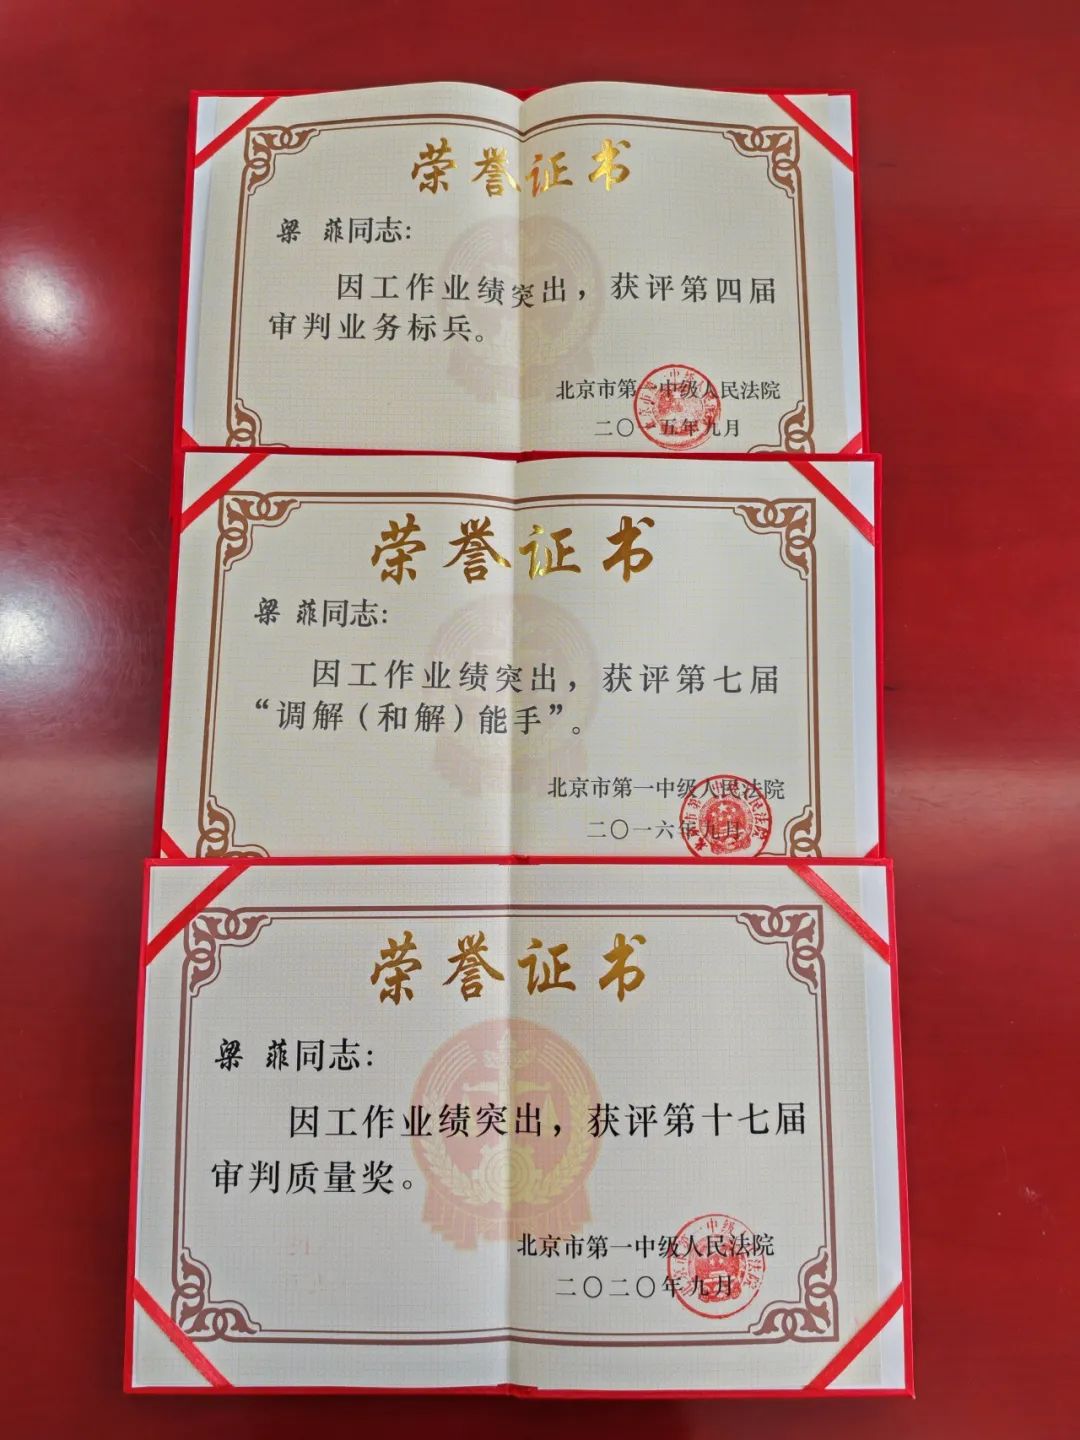 荣誉证书
梁 菲同志：
因工作业绩突出，获评第四届
审判业务标兵。
北京市第一中级人民法院
二〇一五年九月
荣誉证书
梁 菲同志：
因工作业绩突出，获评第七届
“调解（和解）能手”。
北京市第一中级人民法院
二〇一六年九月
荣誉证书
梁 菲同志：
因工作业绩突出，获评第十七届
审判质量奖。
北京市第一中级人民法院
二〇二〇年九月